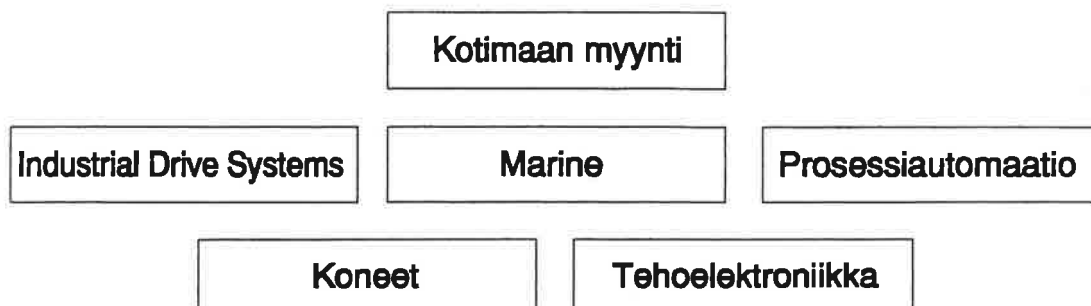 Kotimaan myynti
Industrial Drive Systems
Marine
Prosessiautomaatio
Koneet
Tehoelektroniikka